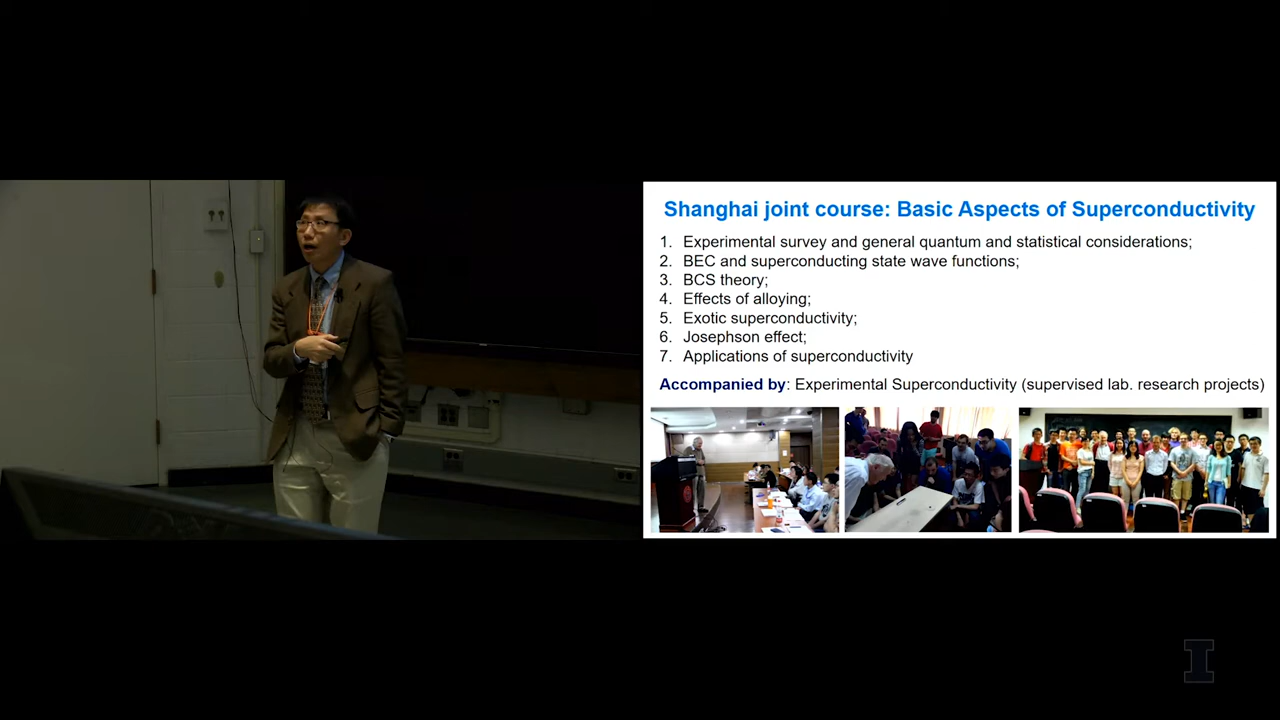 Shanghai joint course: Basic Aspects of Superconductivity
1. Experimental survey and general quantum and statistical considerations;
2. BEC and superconducting state wave functions;
3. BCS theory;
4. Effects of alloying;
5. Exotic superconductivity;
6. Josephson effect;
7. Applications of superconductivity
Accompanied by: Experimental Superconductivity (supervised lab. research projects)
I